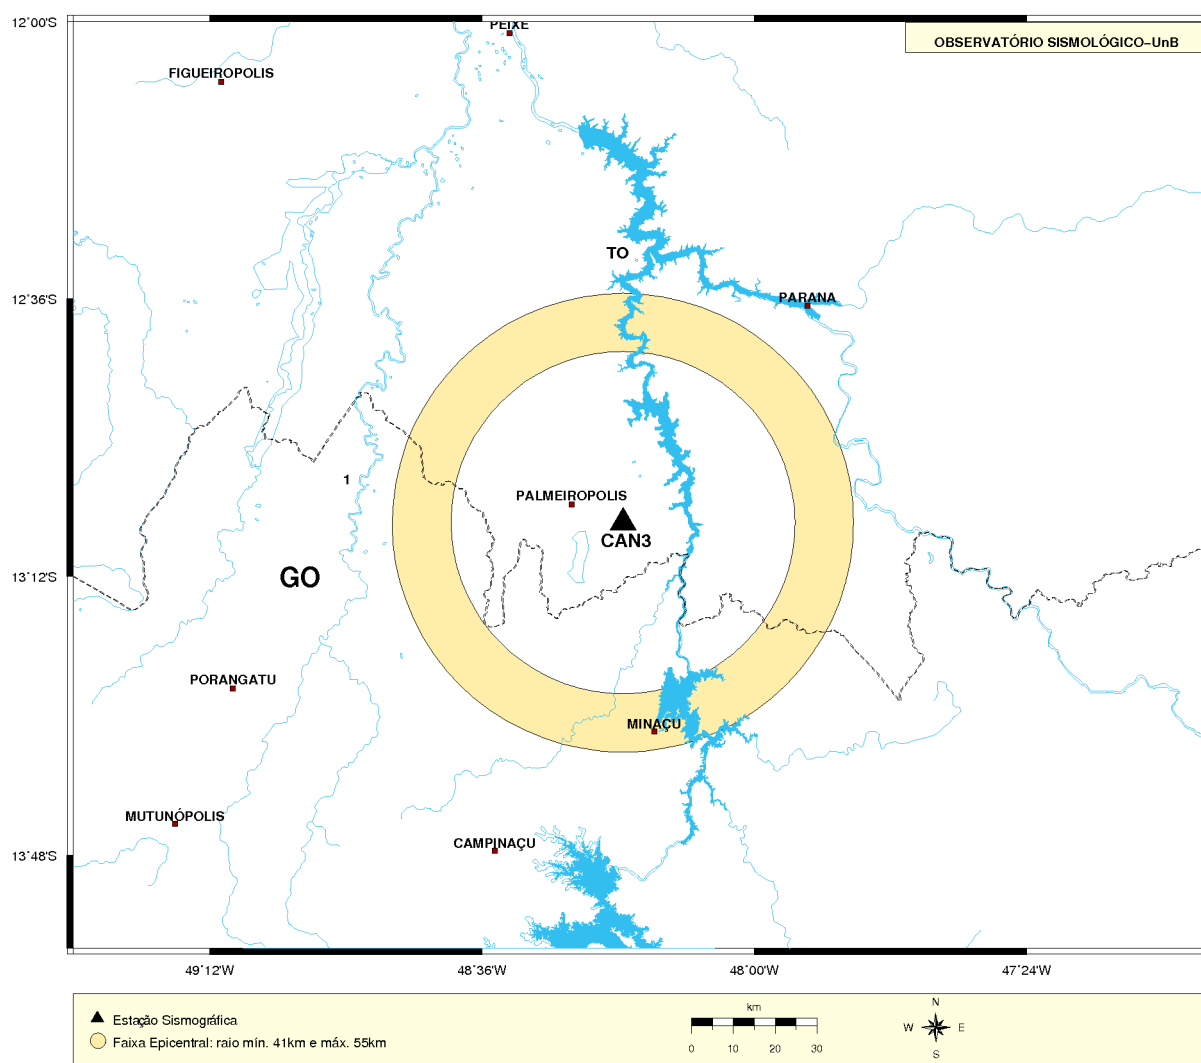 12°00'S
PEIXE
OBSERVATÓRIO SISMOLÓGICO–UnB
FIGUEIROPOLIS
TO
12°36'S
PARANA
1
PALMEIROPOLIS
CAN3
13°12'S
GO
PORANGATU
MINAÇU
MUTUNÓPOLIS
CAMPINAÇU
13°48'S
49°12'W
48°36'W
48°00'W
47°24'W
Estação Sismográfica
Faixa Epicentral: raio mín. 41km e máx. 55km
km
0 10 20 30
N
W E
S